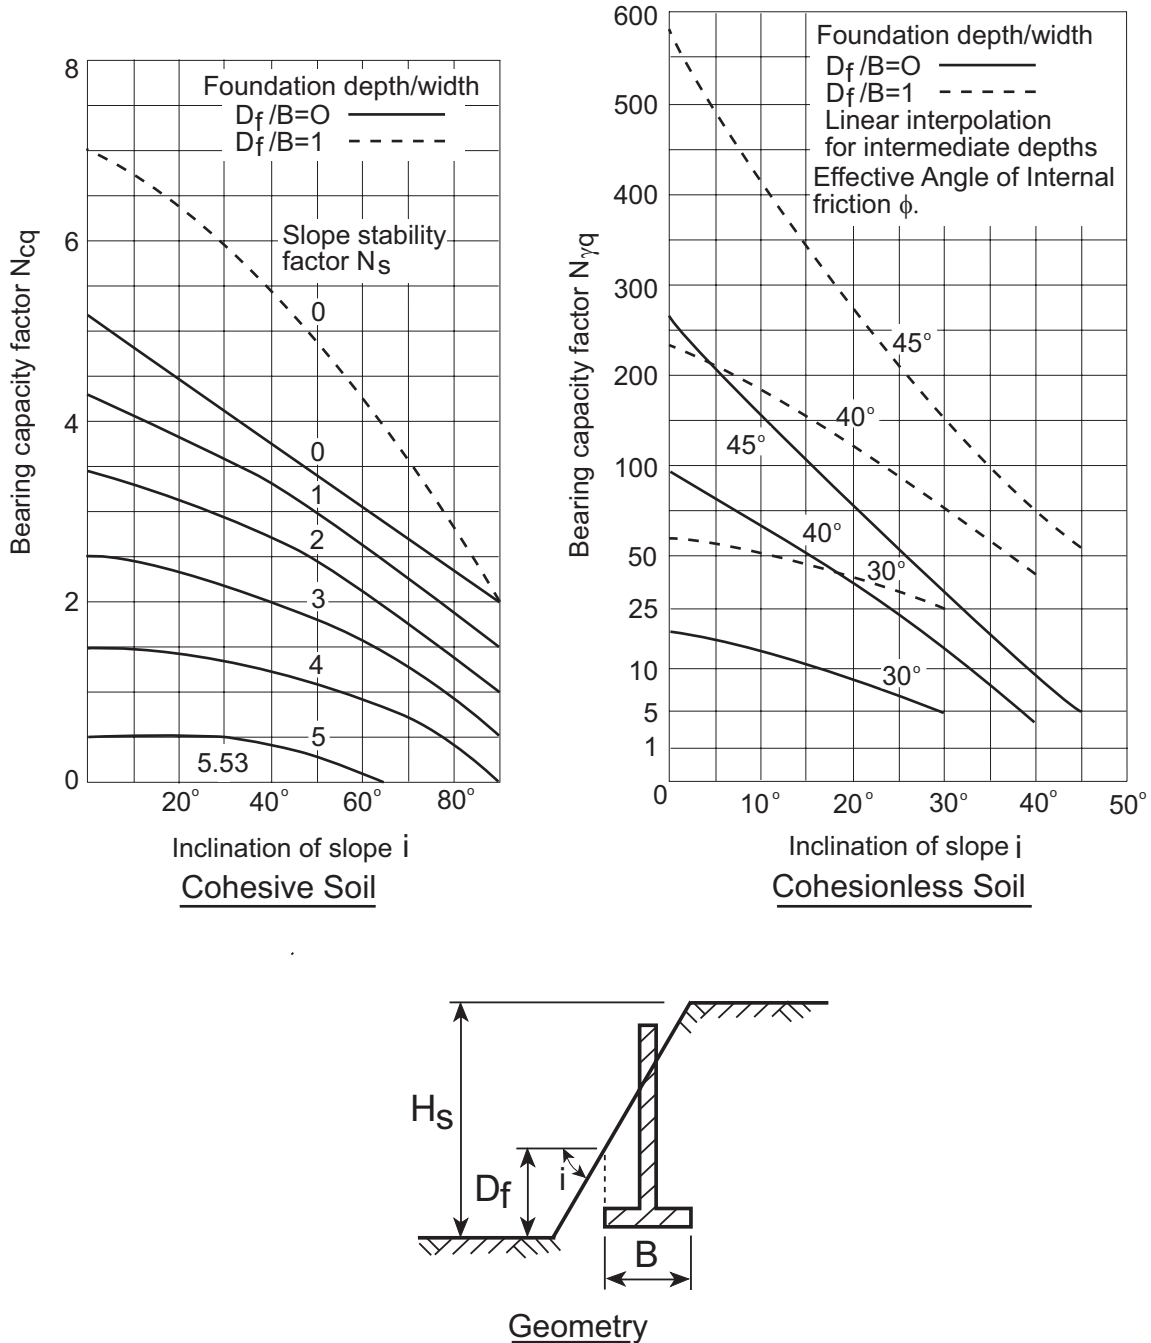 8
6
4
2
0
Bearing capacity factor Ncq
Foundation depth/width
Df /B=O
Df /B=1
Slope stability
factor Ns
0
0
1
2
3
4
5
5.53
20° 40° 60° 80°
Inclination of slope i
Cohesive Soil
600
500
400
300
200
100
50
25
10
5
1
0
Bearing capacity factor Nγq
Foundation depth/width
Df /B=O
Df /B=1
Linear interpolation
for intermediate depths
Effective Angle of Internal
friction ϕ.
45°
40°
45°
40°
30°
30°
10° 20° 30° 40° 50°
Inclination of slope i
Cohesionless Soil
Hs
Df
i
B
Geometry